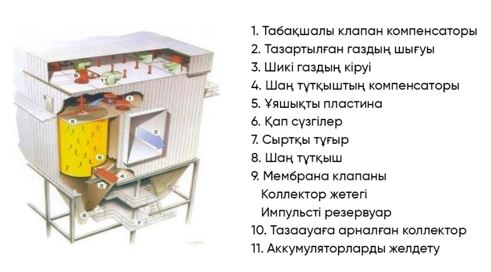 1. Табақшалы клапан компенсаторы
2. Тазартылған газдың шығуы
3. Шикі газдың кіруі
4. Шаң тұтқыштың компенсаторы
5. Ұяшықты пластина
6. Қап сүзгілер
7. Сыртқы тұғыр
8. Шаң тұтқыш
9. Мембрана клапаны
Коллектор жетегі
Импульсті резервуар
10. Тазаауаға арналған коллектор
11. Аккумуляторларды желдету